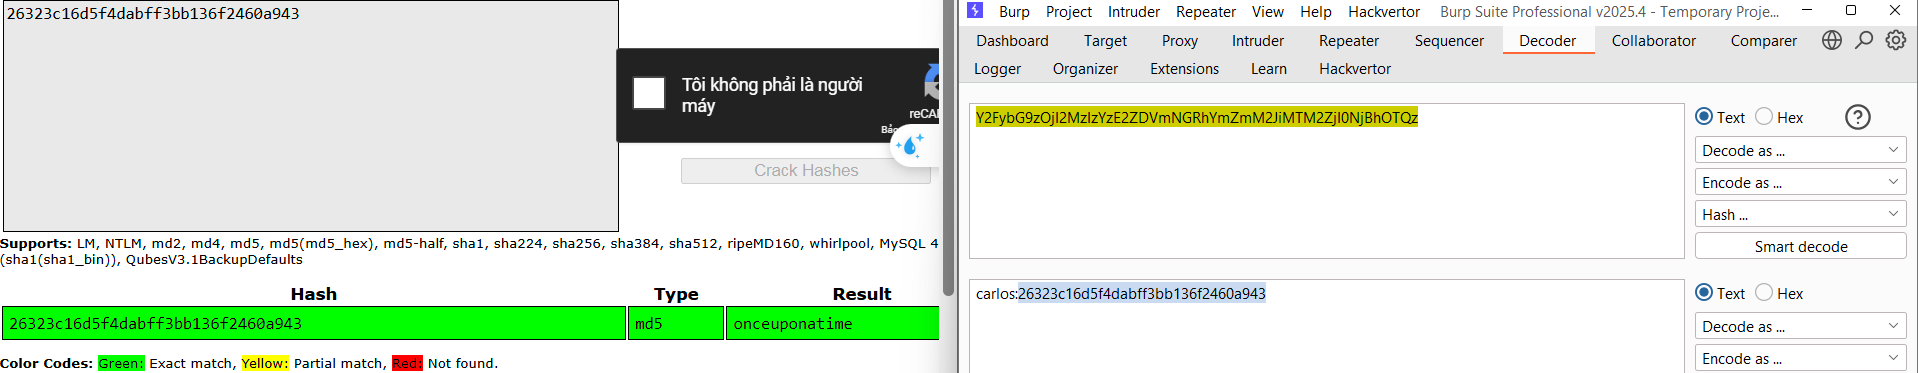 26323c16d5f4dabff3bb136f2460a943
Tôi không phải là người
máy
Crack Hashes
Supports: LM, NTLM, md2, md4, md5, md5(md5_hex), md5-half, sha1, sha224, sha256, sha384, sha512, ripeMD160, whirlpool, MySQL 4
(sha1(sha1_bin)), QubesV3.1BackupDefaults
Hash Type Result
26323c16d5f4dabff3bb136f2460a943 md5 onceuponatime
Color Codes: Green: Exact match, Yellow: Partial match, Red: Not found.
Burp Project Intruder Repeater View Help Hackvertor Burp Suite Professional v2025.4 - Temporary Proje...
Dashboard Target Proxy Intruder Repeater Sequencer Decoder Collaborator Comparer
Logger Organizer Extensions Learn Hackvertor
Y2FybG9zOjI2MzIzYzE2ZDVmNGRhYmZmM2JiMTM2ZjI0NjBhOTQz
Text Hex ?
Decode as ...
Encode as ...
Hash ...
Smart decode
carlos:26323c16d5f4dabff3bb136f2460a943
Text Hex
Decode as ...
Encode as ...